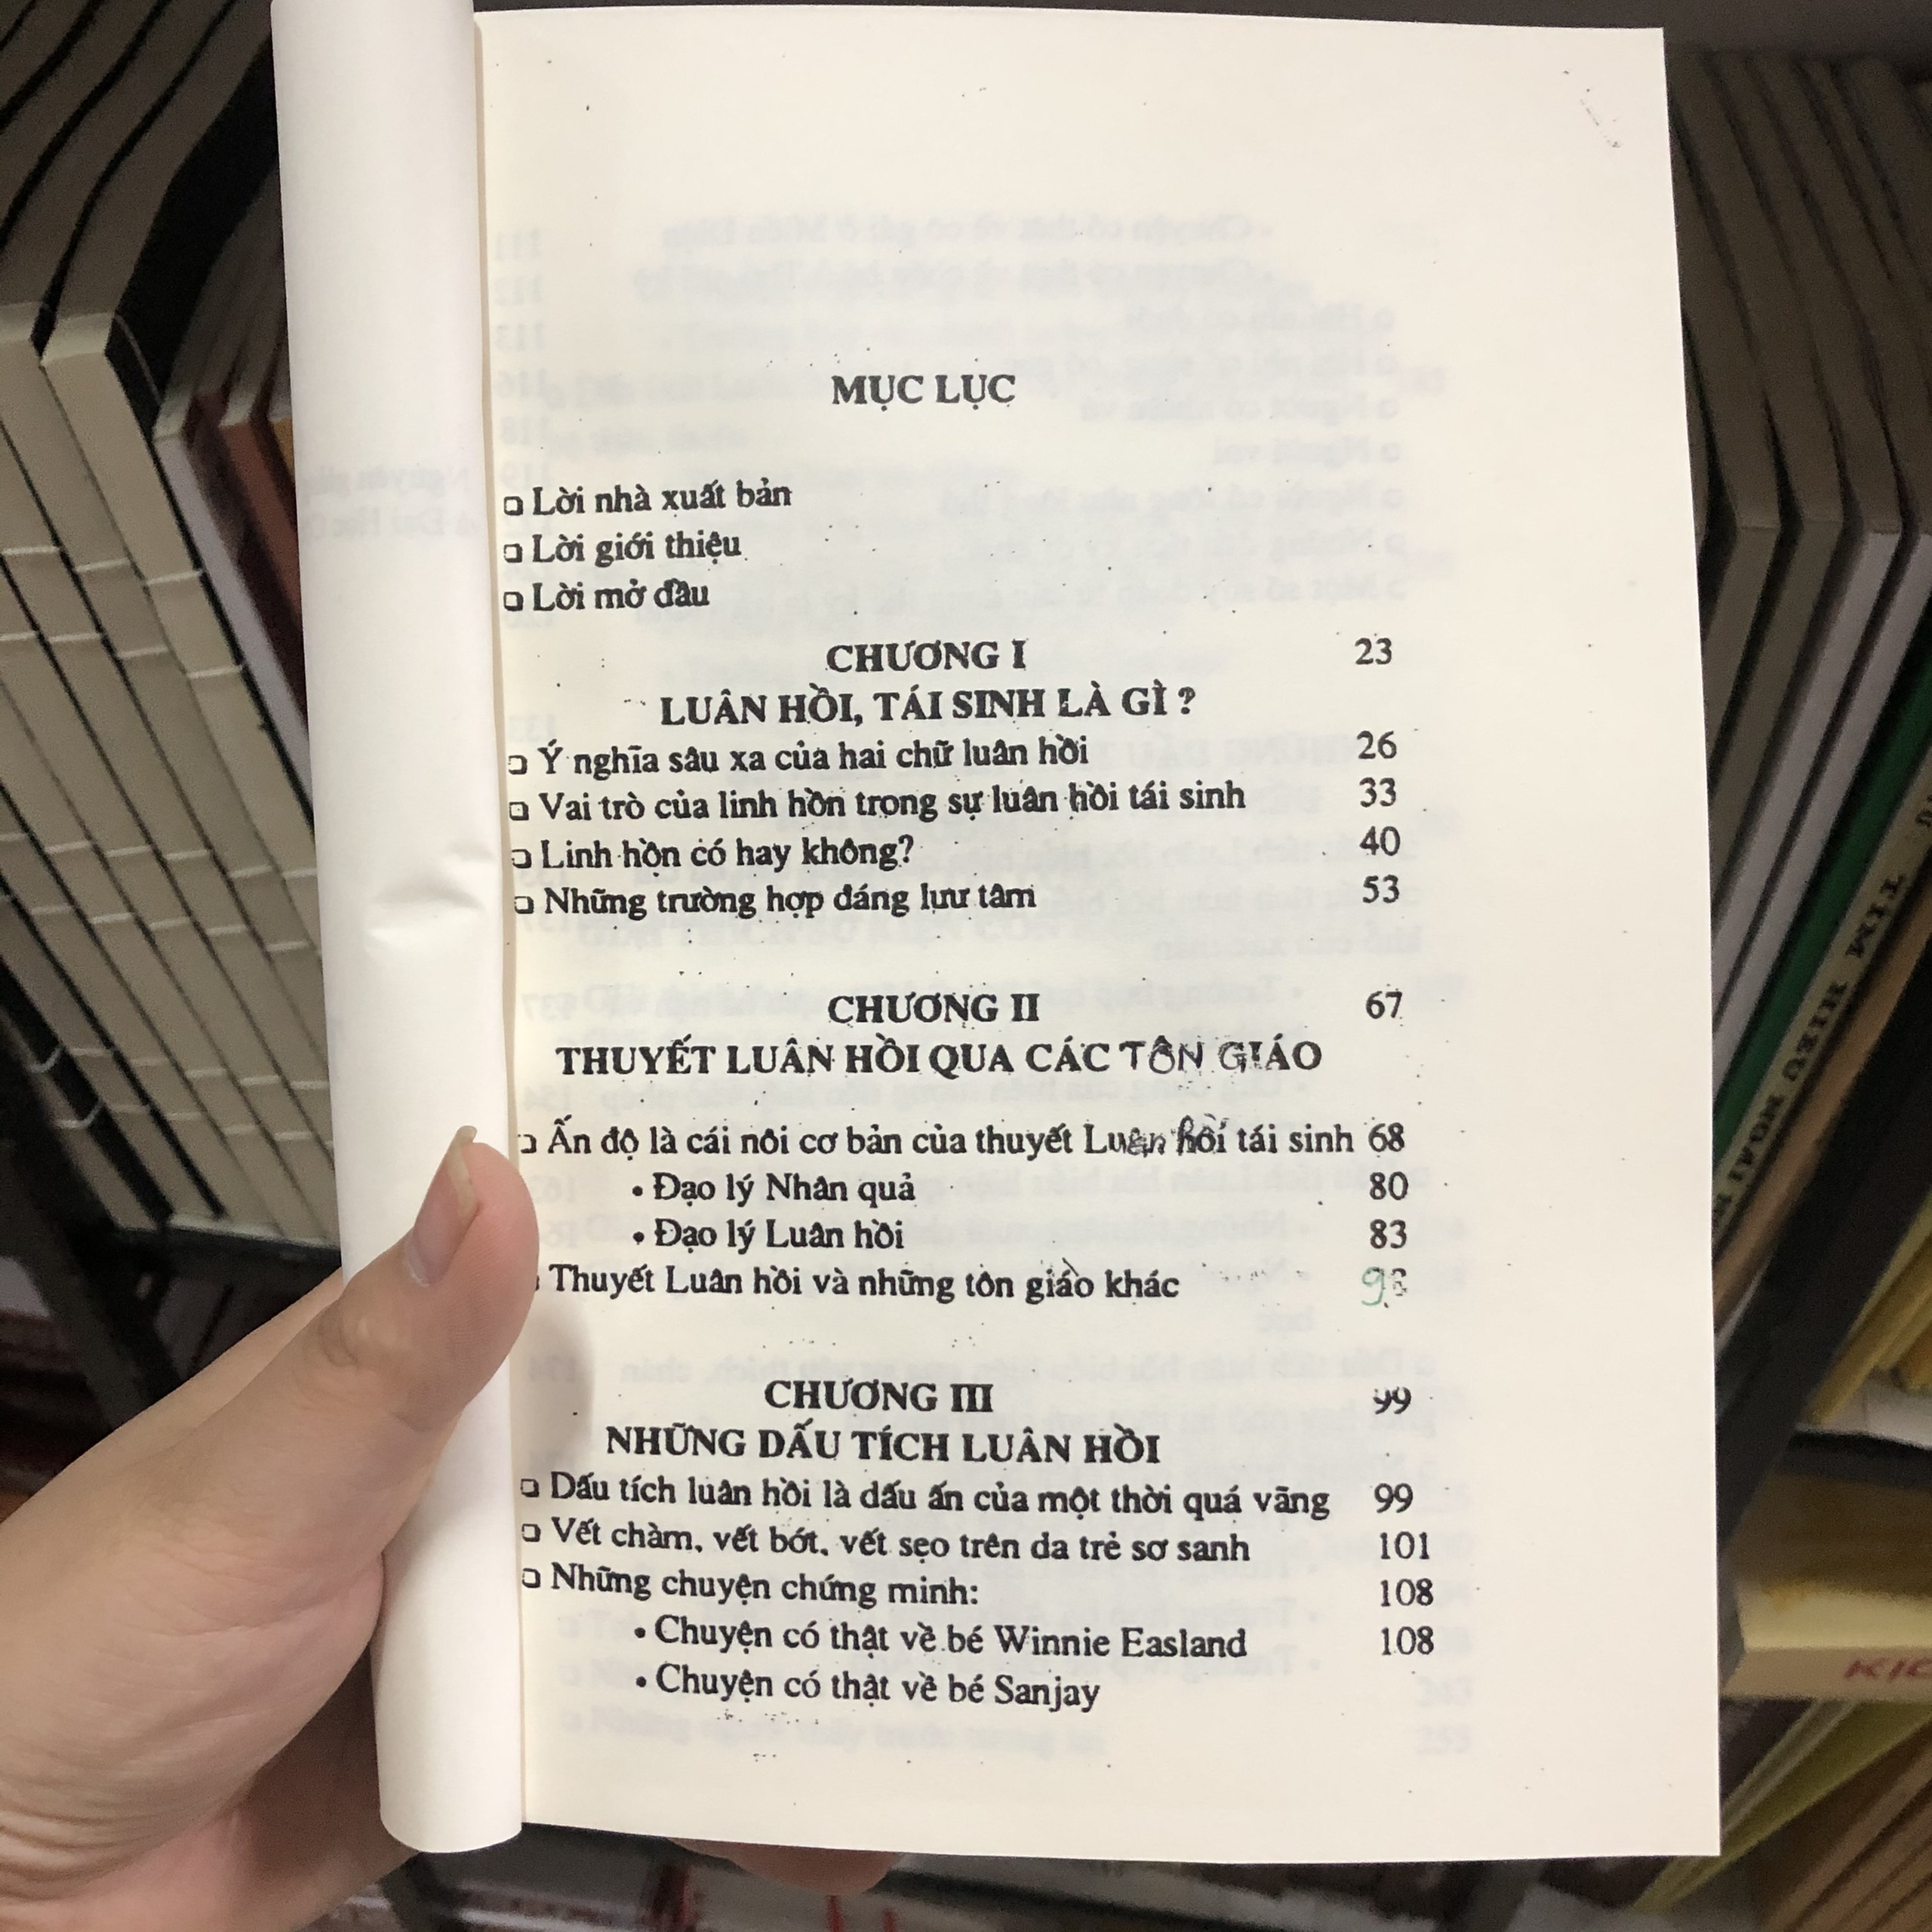 MỤC LỤC
❏ Lời nhà xuất bản
❏ Lời giới thiệu
❏ Lời mở đầu
CHƯƠNG I 23
LUÂN HỒI, TÁI SINH LÀ GÌ ?
❏ Ý nghĩa sâu xa của hai chữ luân hồi 26
❏ Vai trò của linh hồn trong sự luân hồi tái sinh 33
❏ Linh hồn có hay không? 40
❏ Những trường hợp đáng lưu tâm 53
CHƯƠNG II 67
THUYẾT LUÂN HỒI QUA CÁC TÔN GIÁO
❏ Ấn độ là cái nôi cơ bản của thuyết Luân hồi tái sinh 68
• Đạo lý Nhân quả 80
• Đạo lý Luân hồi 83
Thuyết Luân hồi và những tôn giáo khác
CHƯƠNG III 99
NHỮNG DẤU TÍCH LUÂN HỒI
❏ Dấu tích luân hồi là dấu ấn của một thời quá vãng 99
❏ Vết chàm, vết bớt, vết sẹo trên da trẻ sơ sanh 101
❏ Những chuyện chứng minh: 108
• Chuyện có thật về bé Winnie Easland 108
• Chuyện có thật về bé Sanjay
TÌM HIỂU NGÔI